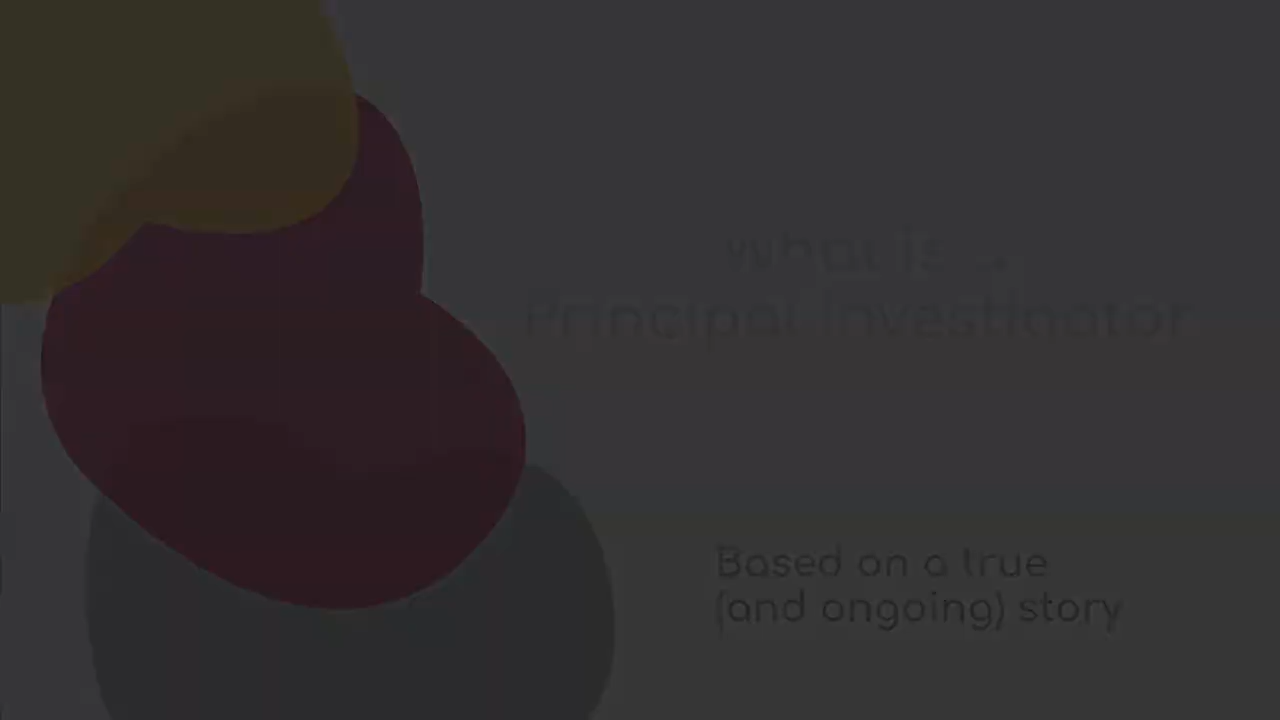 What is a
Principal Investigator
Based on a true
(and ongoing) story